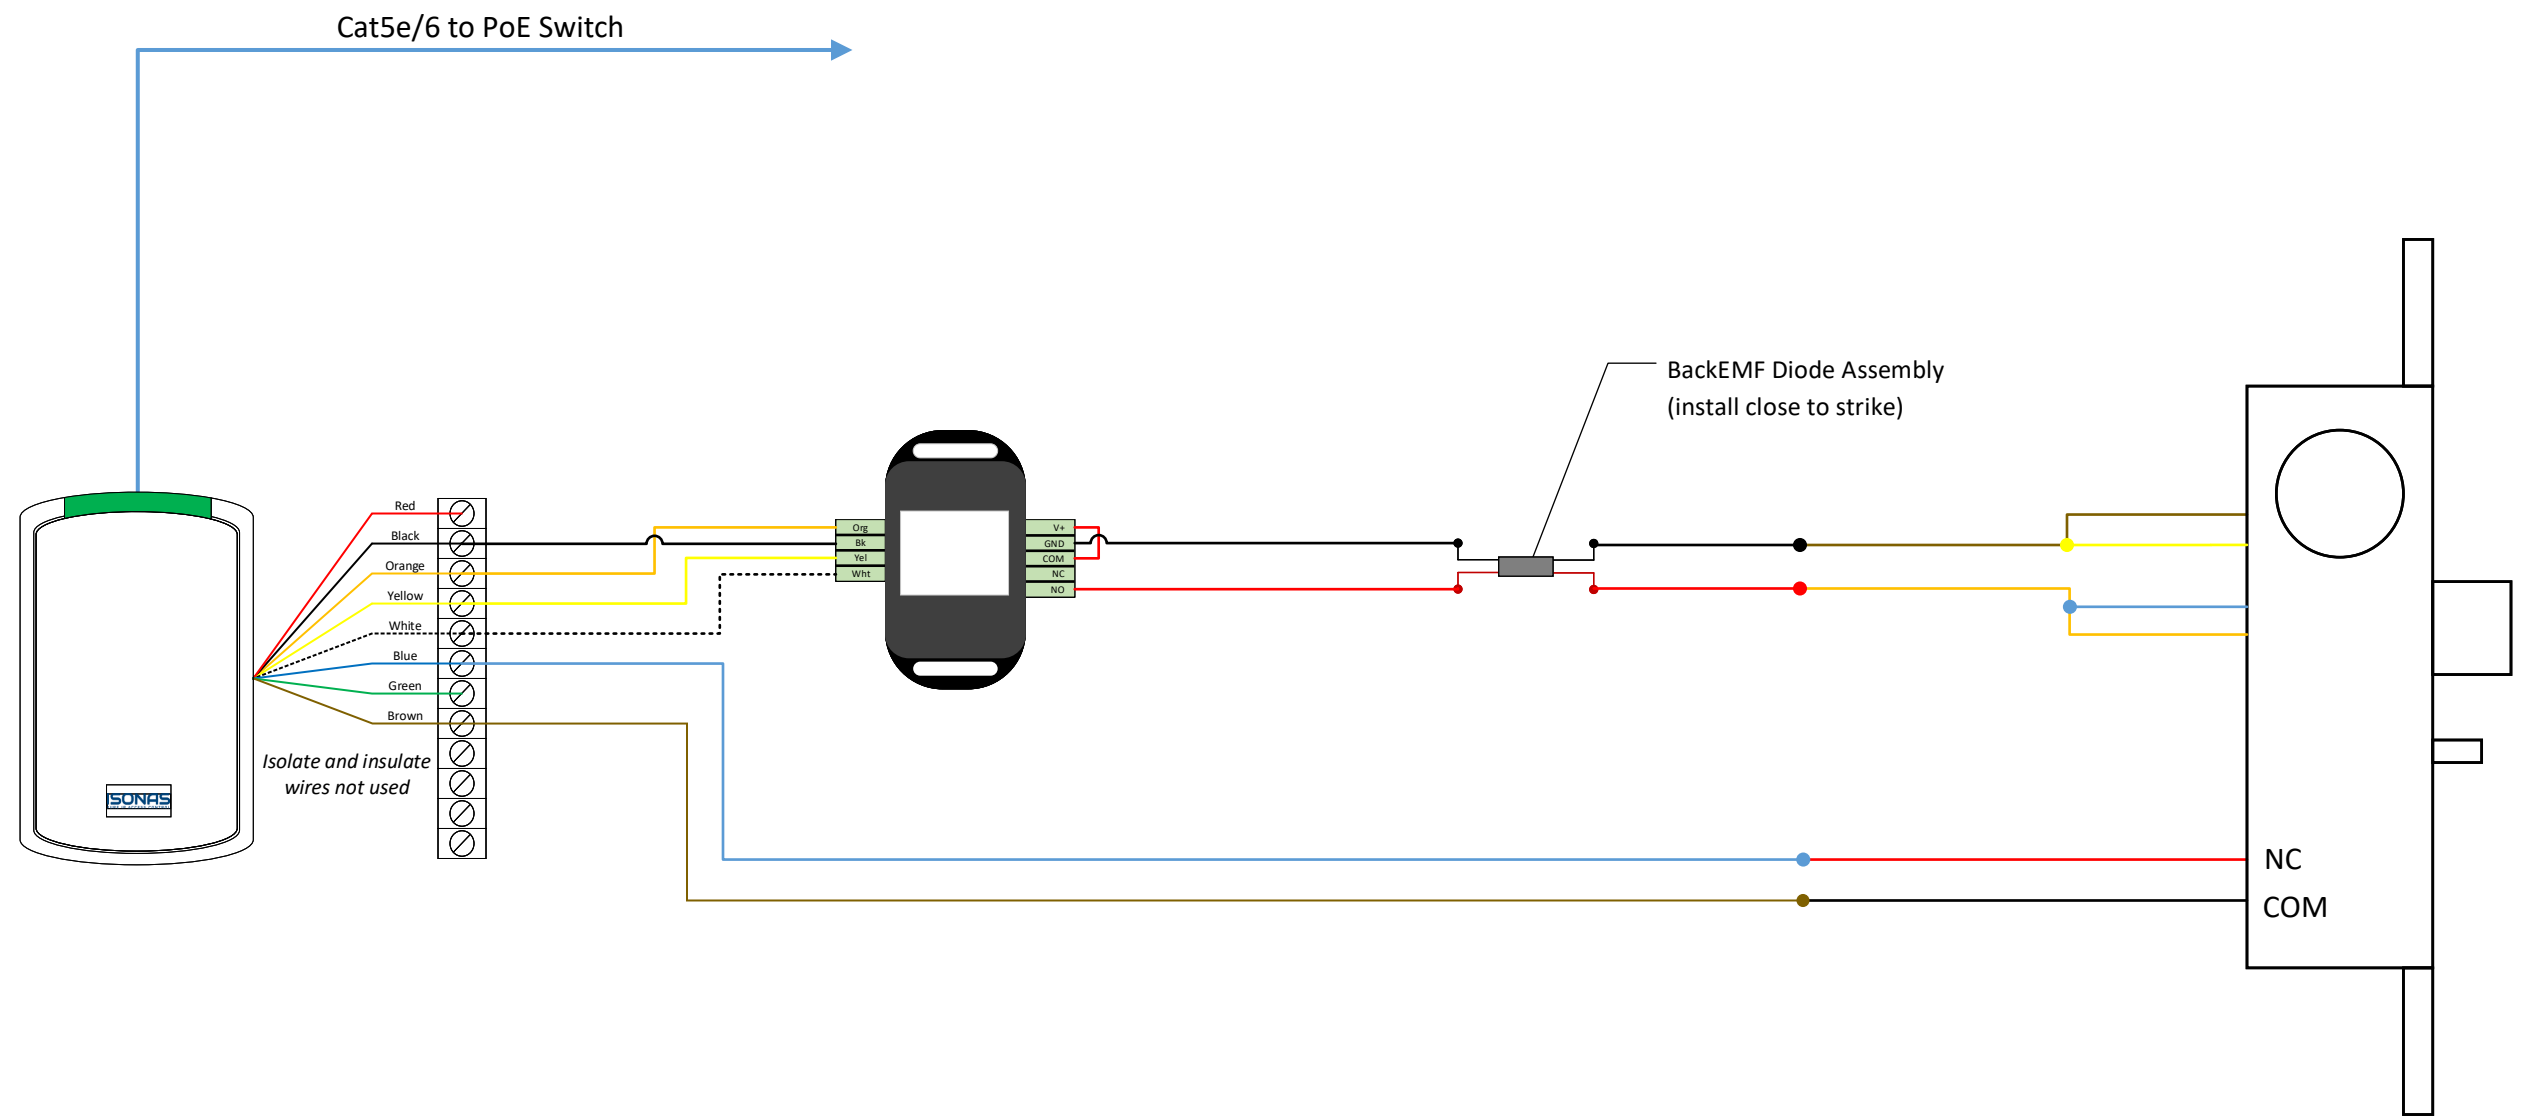 Cat5e/6 to PoE Switch
BackEMF Diode Assembly
(install close to strike)
Red
Black
Orange
Yellow
White
Blue
Green
Brown
Isolate and insulate
wires not used
Org
Bk
Yel
Wht
V+
GND
COM
NC
NO
ISONAS
NC
COM